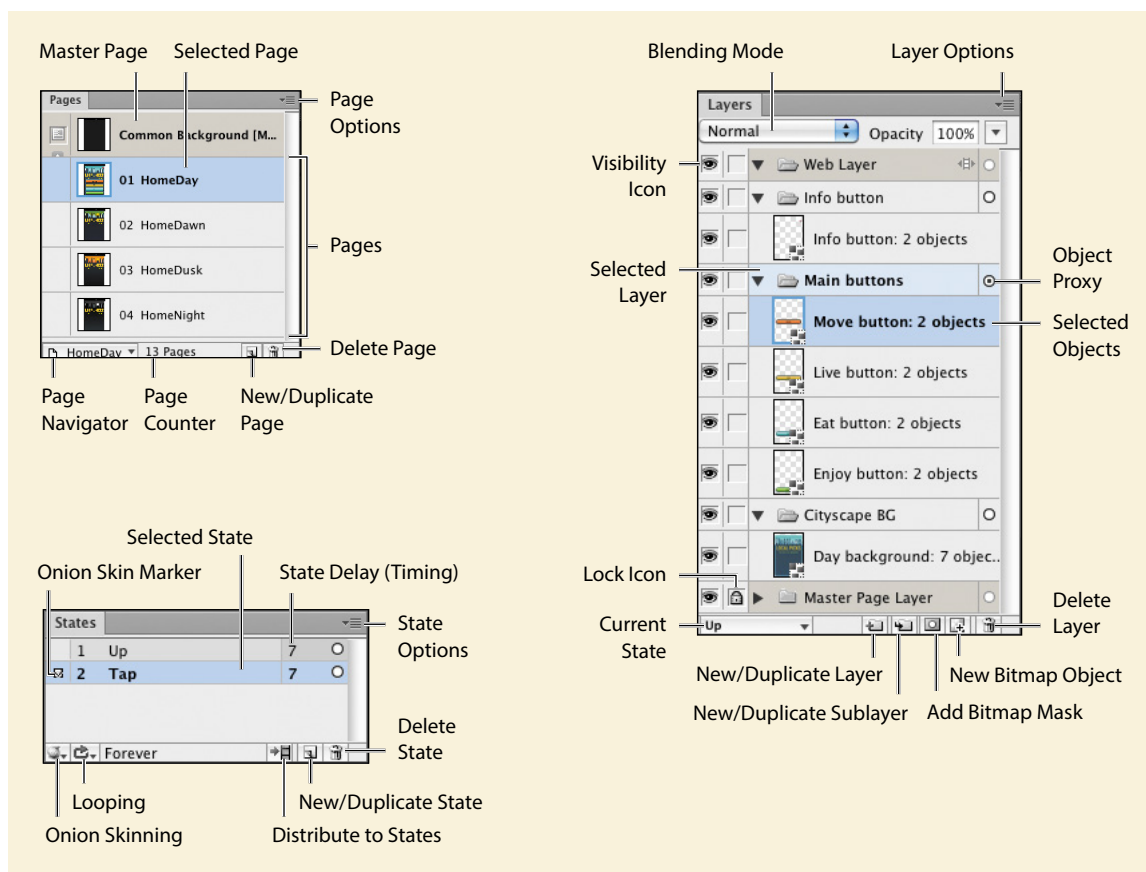 Master Page
Selected Page
Pages
Page
Options
Common Background [M...
01 HomeDay
02 HomeDawn
Pages
03 HomeDusk
04 HomeNight
HomeDay
13 Pages
Delete Page
Page
Navigator
Page
Counter
New/Duplicate
Page
Selected State
Onion Skin Marker
State Delay (Timing)
States
State
Options
1 Up 7
2 Tap 7
Forever
Delete
State
Looping
New/Duplicate State
Onion Skinning
Distribute to States
Blending Mode
Layer Options
Layers
Normal
Opacity 100%
Visibility
Icon
Web Layer
Info button
Info button: 2 objects
Selected
Layer
Main buttons
Object
Proxy
Move button: 2 objects
Selected
Objects
Live button: 2 objects
Eat button: 2 objects
Enjoy button: 2 objects
Cityscape BG
Day background: 7 objec..
Lock Icon
Master Page Layer
Current
State
Up
Delete
Layer
New/Duplicate Layer
New Bitmap Object
New/Duplicate Sublayer
Add Bitmap Mask